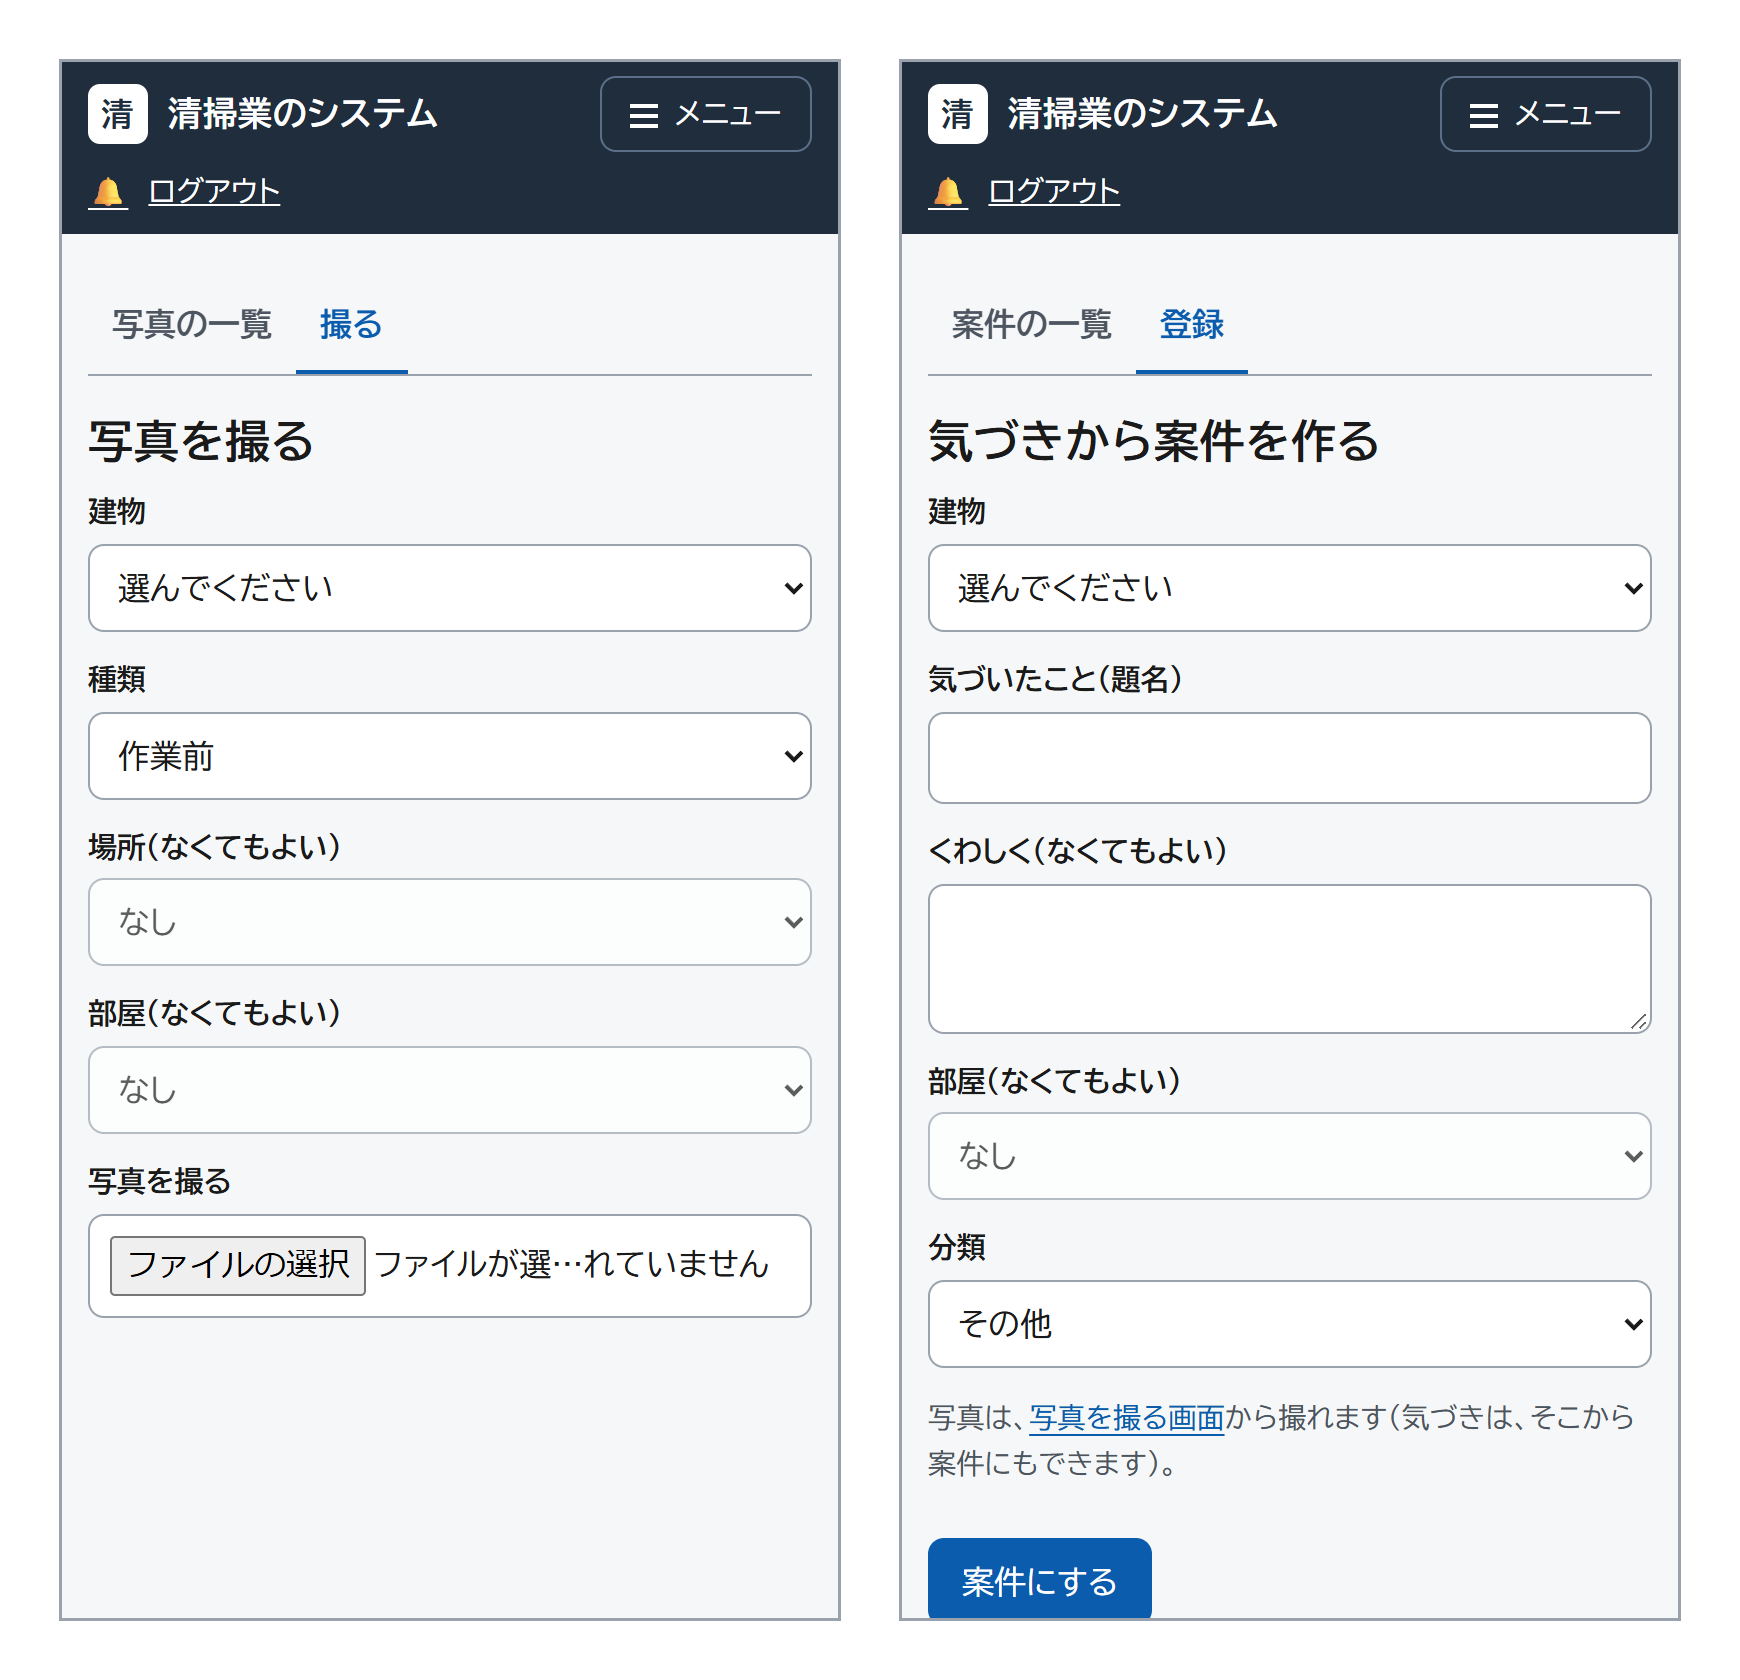 清 清掃業のシステム メニュー
ログアウト
写真の一覧 撮る
写真を撮る
建物
選んでください
種類
作業前
場所(なくてもよい)
なし
部屋(なくてもよい)
なし
写真を撮る
ファイルの選択 ファイルが選…れていません
清 清掃業のシステム メニュー
ログアウト
案件の一覧 登録
気づきから案件を作る
建物
選んでください
気づいたこと(題名)
くわしく(なくてもよい)
部屋(なくてもよい)
なし
分類
その他
写真は、写真を撮る画面から撮れます(気づきは、そこから
案件にもできます)。
案件にする